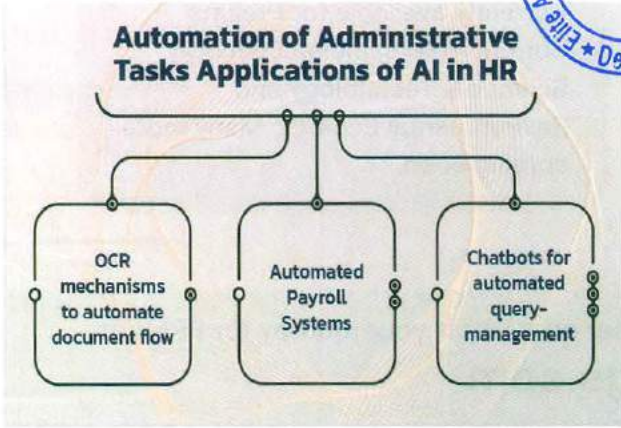 Automation of Administrative
Tasks Applications of AI in HR
OCR
mechanisms
to automate
document flow
Automated
Payroll
Systems
Chatbots for
automated
query-
management
Elite